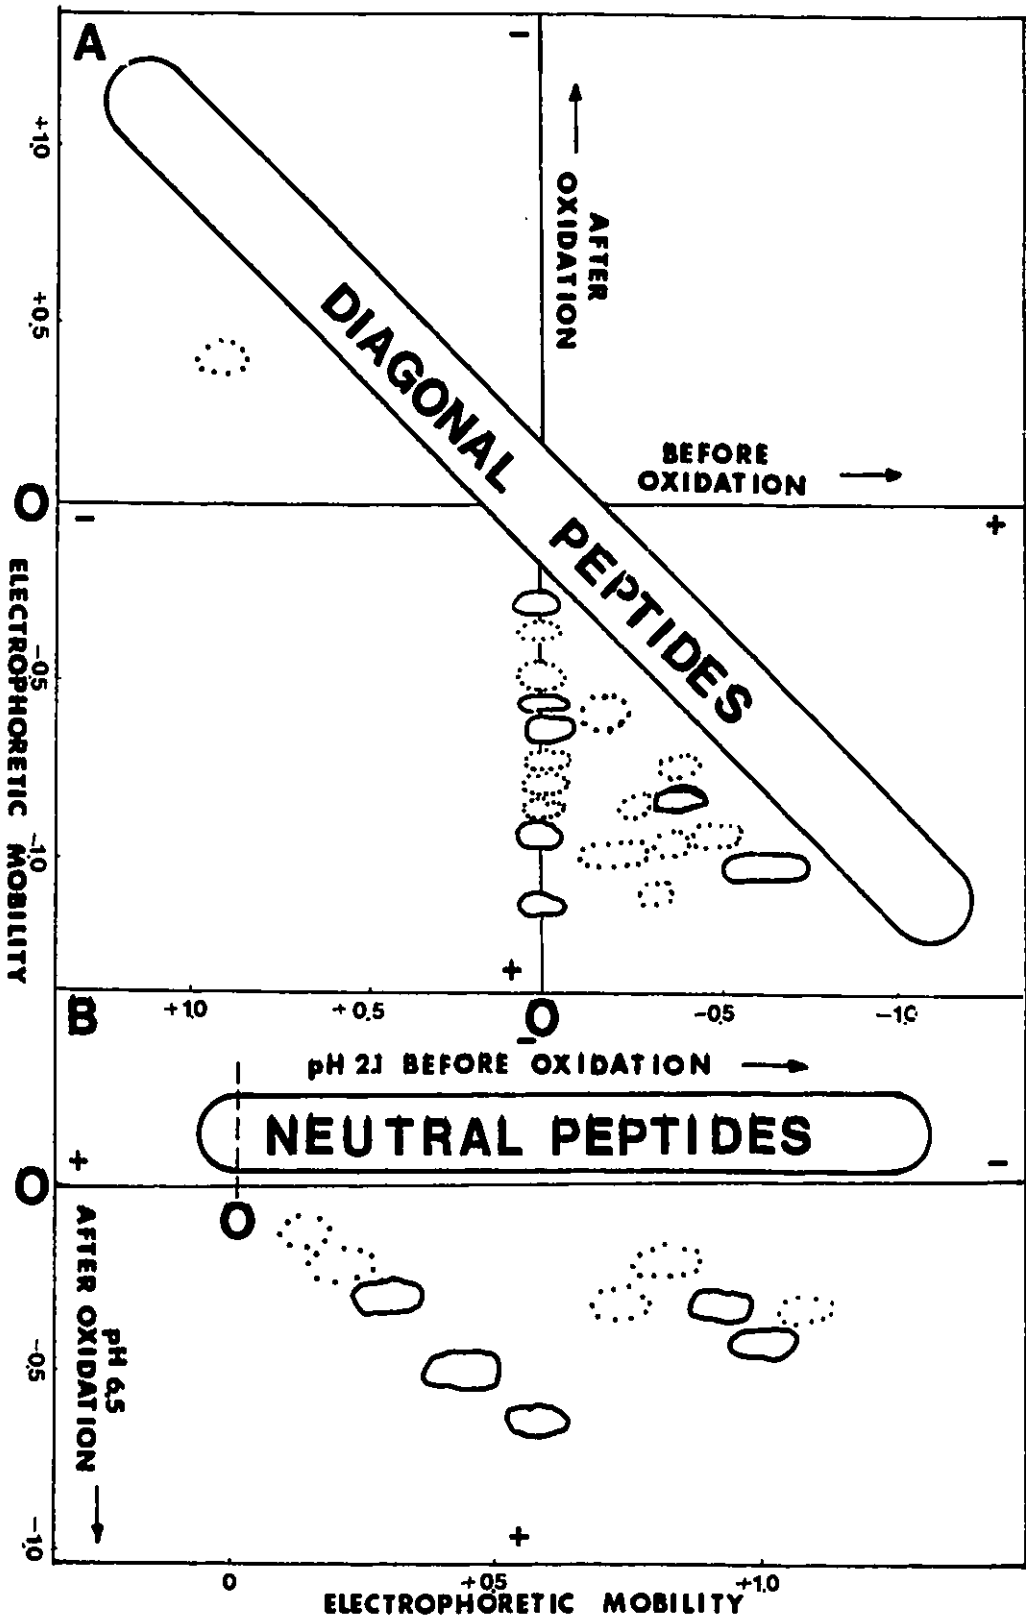 A
−
AFTER
OXIDATION
+1,0
+0,5
DIAGONAL PEPTIDES
BEFORE
OXIDATION
O
−
+
-0,5
-1,0
ELECTROPHORETIC MOBILITY
+
+1.0
+0,5
O
-0,5
-1,0
B
−
pH 2.1 BEFORE OXIDATION
NEUTRAL PEPTIDES
+
−
O
O
pH 6,5
AFTER OXIDATION
-0,5
-1,0
+
0
+0,5
+1.0
ELECTROPHORETIC MOBILITY